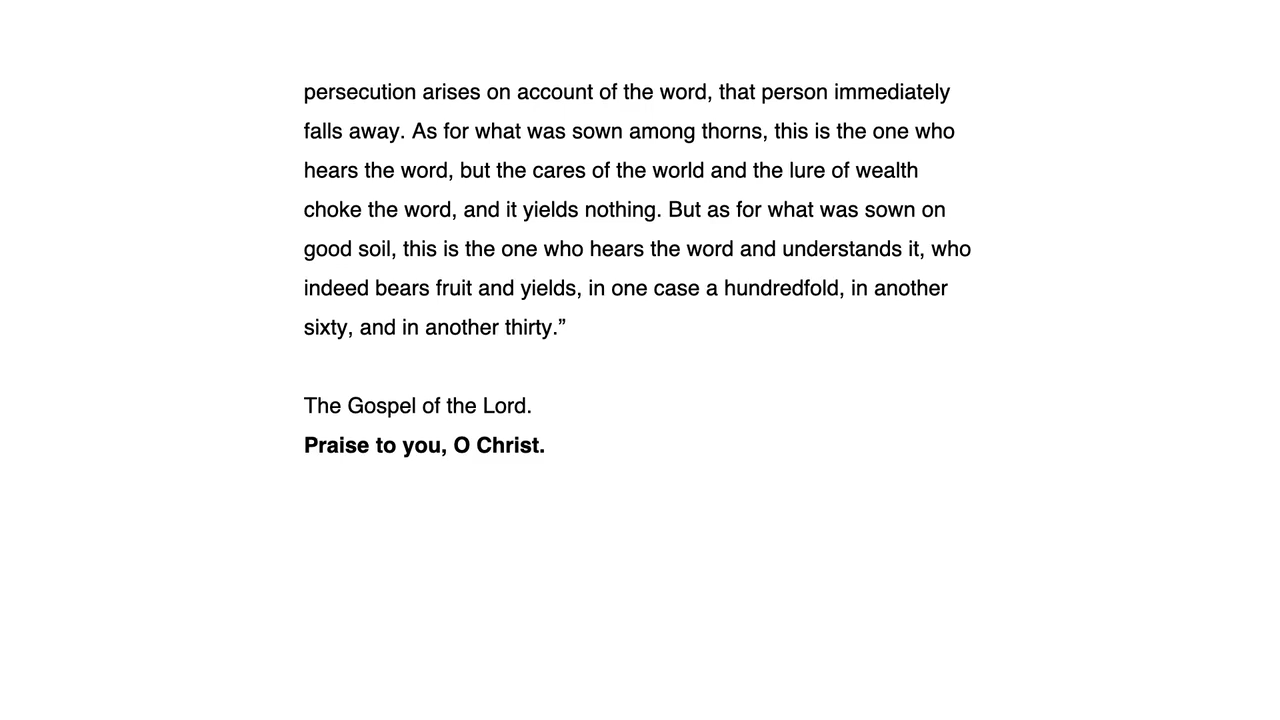 persecution arises on account of the word, that person immediately
falls away. As for what was sown among thorns, this is the one who
hears the word, but the cares of the world and the lure of wealth
choke the word, and it yields nothing. But as for what was sown on
good soil, this is the one who hears the word and understands it, who
indeed bears fruit and yields, in one case a hundredfold, in another
sixty, and in another thirty.”
The Gospel of the Lord.
Praise to you, O Christ.